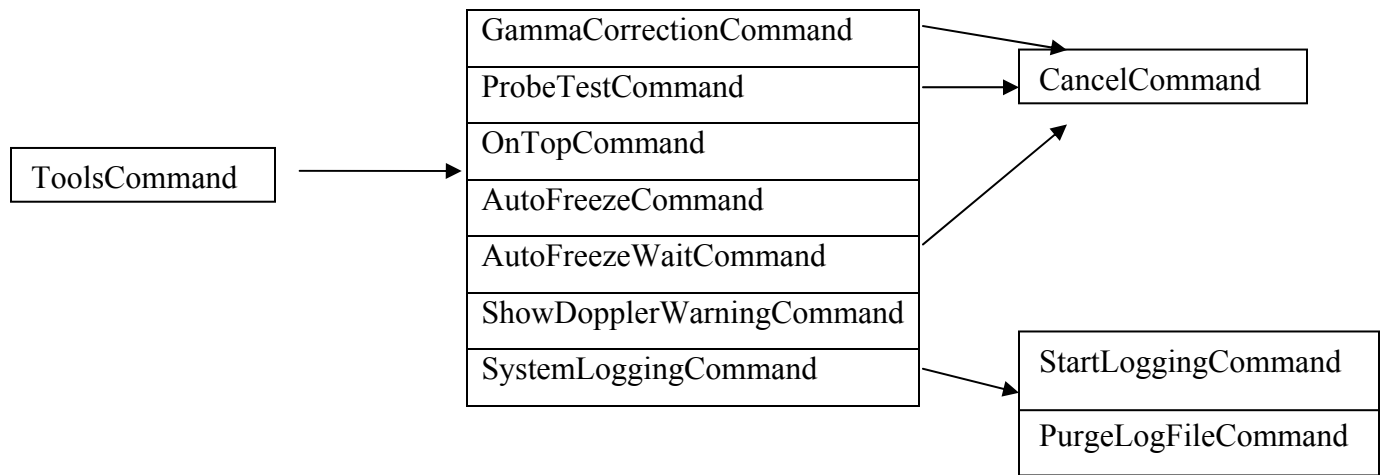 ToolsCommand
GammaCorrectionCommand
ProbeTestCommand
OnTopCommand
AutoFreezeCommand
AutoFreezeWaitCommand
ShowDopplerWarningCommand
SystemLoggingCommand
CancelCommand
StartLoggingCommand
PurgeLogFileCommand